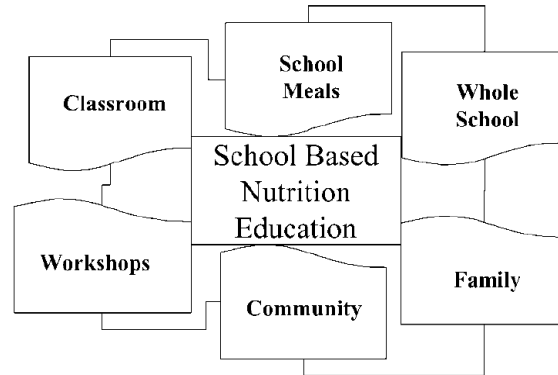 School
Meals
Classroom
Whole
School
School Based
Nutrition
Education
Workshops
Community
Family